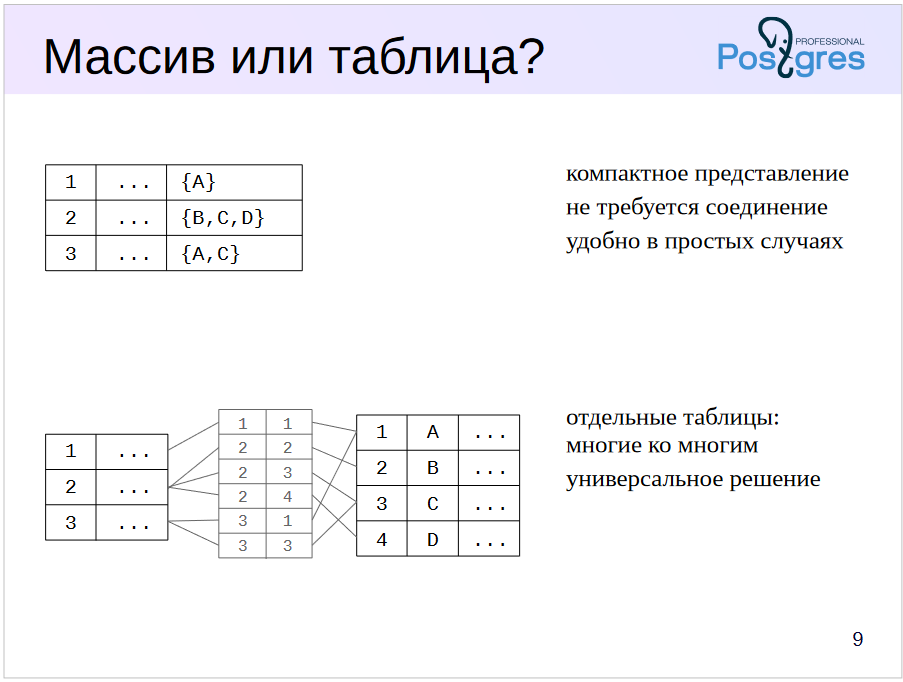 Массив или таблица?
PROFESSIONAL
Postgres
1 ... {A}
2 ... {B,C,D}
3 ... {A,C}
компактное представление
не требуется соединение
удобно в простых случаях
1 ...
2 ...
3 ...
1 1
2 2
2 3
2 4
3 1
3 3
1 A ...
2 B ...
3 C ...
4 D ...
отдельные таблицы:
многие ко многим
универсальное решение
9